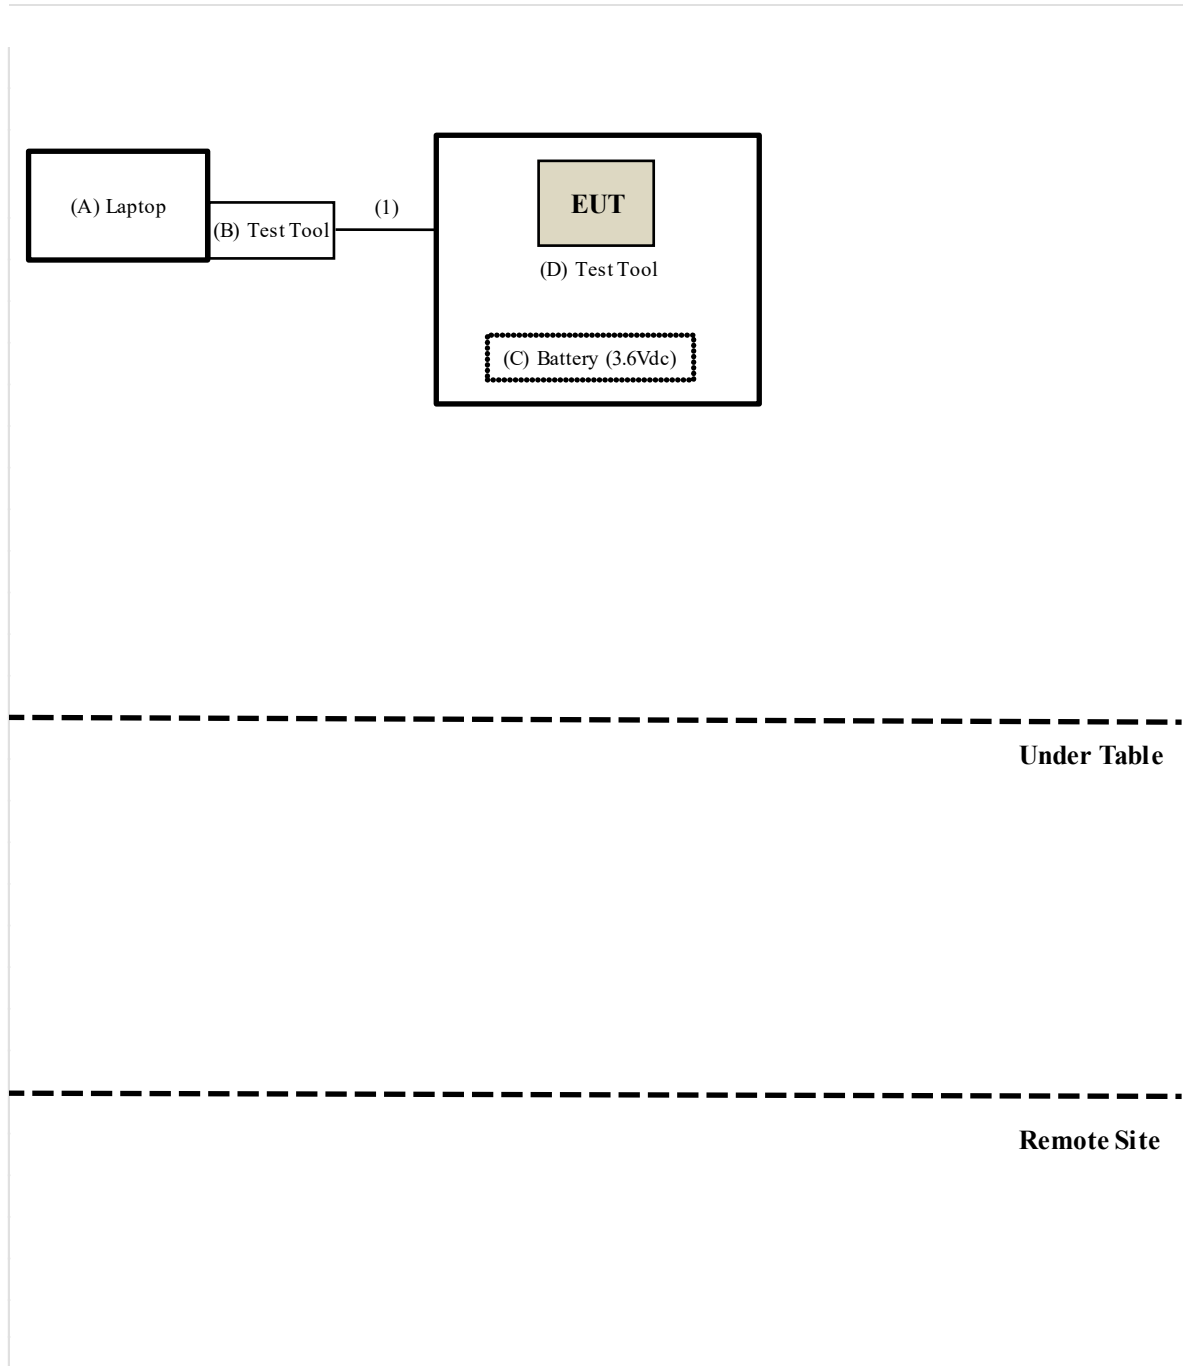 (A) Laptop
(B) Test Tool
(1)
EUT
(D) Test Tool
(C) Battery (3.6Vdc)
Under Table
Remote Site